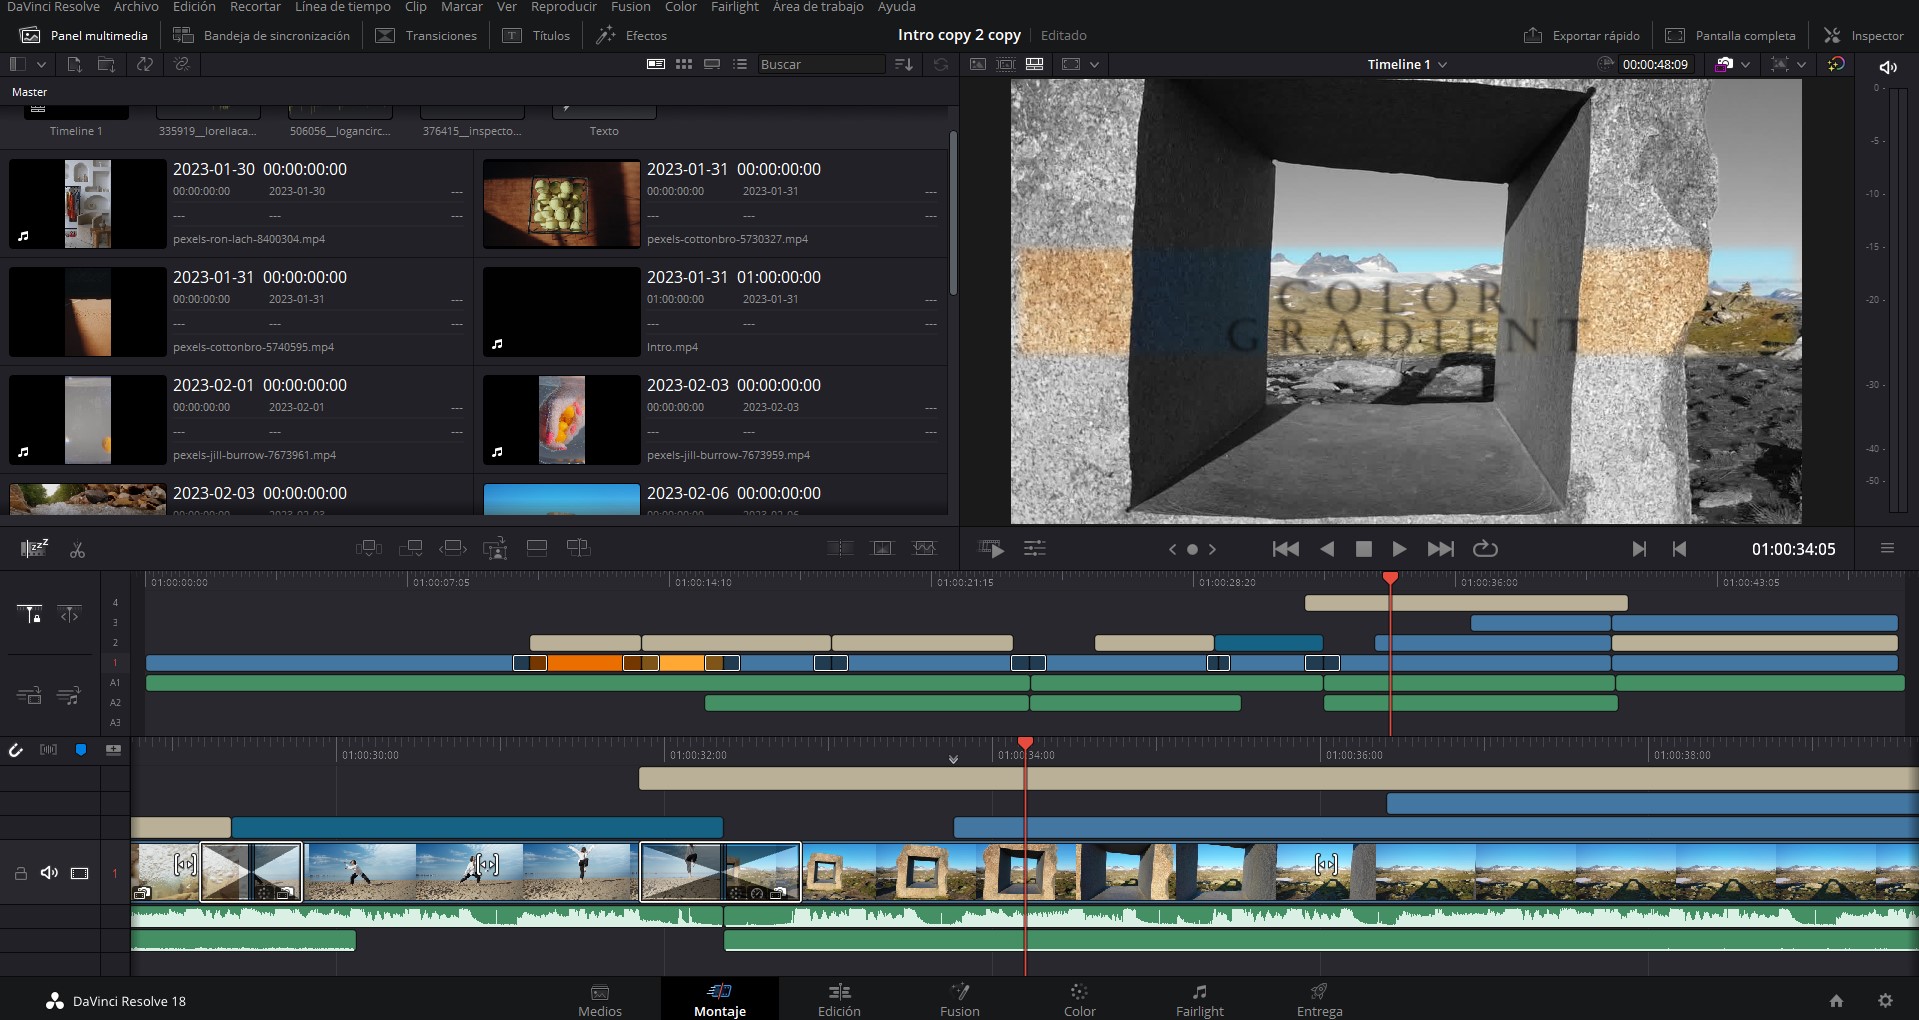 DaVinci Resolve Archivo Edición Recortar Línea de tiempo Clip Marcar Ver Reproducir Fusion Color Fairlight Área de trabajo Ayuda
Panel multimedia Bandeja de sincronización Transiciones Títulos Efectos Intro copy 2 copy Editado Exportar rápido Pantalla completa Inspector
Buscar Timeline 1 00:00:48:09
Master
Timeline 1 335919__lorellaca... 506056__logancirc... 376415__inspecto... Texto
2023-01-30 00:00:00:00
00:00:00:00 2023-01-30 ---
--- --- ---
pexels-ron-lach-8400304.mp4
2023-01-31 00:00:00:00
00:00:00:00 2023-01-31 ---
--- --- ---
pexels-cottonbro-5730327.mp4
2023-01-31 00:00:00:00
00:00:00:00 2023-01-31 ---
--- --- ---
pexels-cottonbro-5740595.mp4
2023-01-31 01:00:00:00
01:00:00:00 2023-01-31 ---
--- --- ---
Intro.mp4
2023-02-01 00:00:00:00
00:00:00:00 2023-02-01 ---
--- --- ---
pexels-jill-burrow-7673961.mp4
2023-02-03 00:00:00:00
00:00:00:00 2023-02-03 ---
--- --- ---
pexels-jill-burrow-7673959.mp4
2023-02-03 00:00:00:00
2023-02-06 00:00:00:00
COLOR
GRADIENT
0 -
-5 -
-10 -
-15 -
-20 -
-30 -
-40 -
-50 -
01:00:34:05
01:00:00:00 01:00:07:05 01:00:14:10 01:00:21:15 01:00:28:20 01:00:36:00 01:00:43:05
4
3
2
1
A1
A2
A3
01:00:30:00 01:00:32:00 01:00:34:00 01:00:36:00 01:00:38:00
1
DaVinci Resolve 18 Medios Montaje Edición Fusion Color Fairlight Entrega